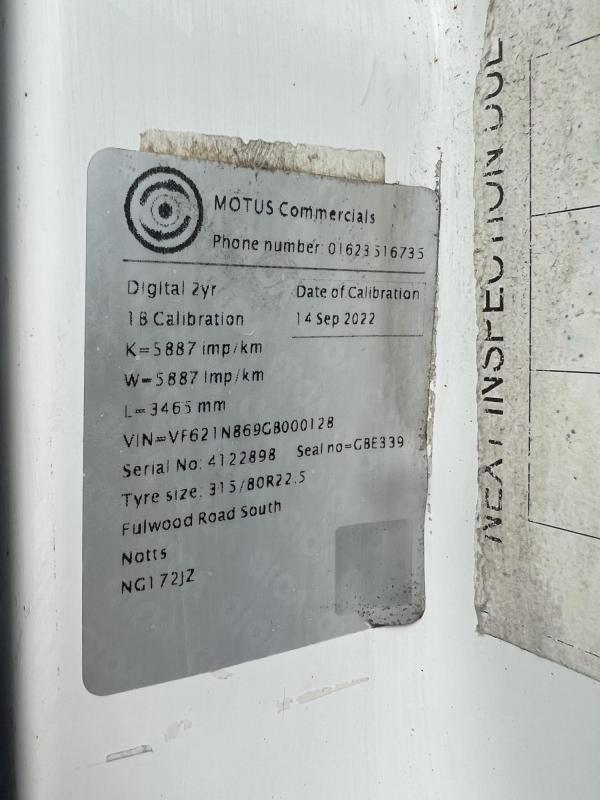 MOTUS Commercials
Phone number: 01623 516735
Digital 2yr
Date of Calibration
1B Calibration
14 Sep 2022
K=5887 imp/km
W=5887 imp/km
L=3465 mm
VIN=VF621N869GB000128
Serial No: 4122898 Seal no=GBE339
Tyre size: 315/80R22.5
Fulwood Road South
Notts
NG172JZ
NEXT INSPECTION DUE